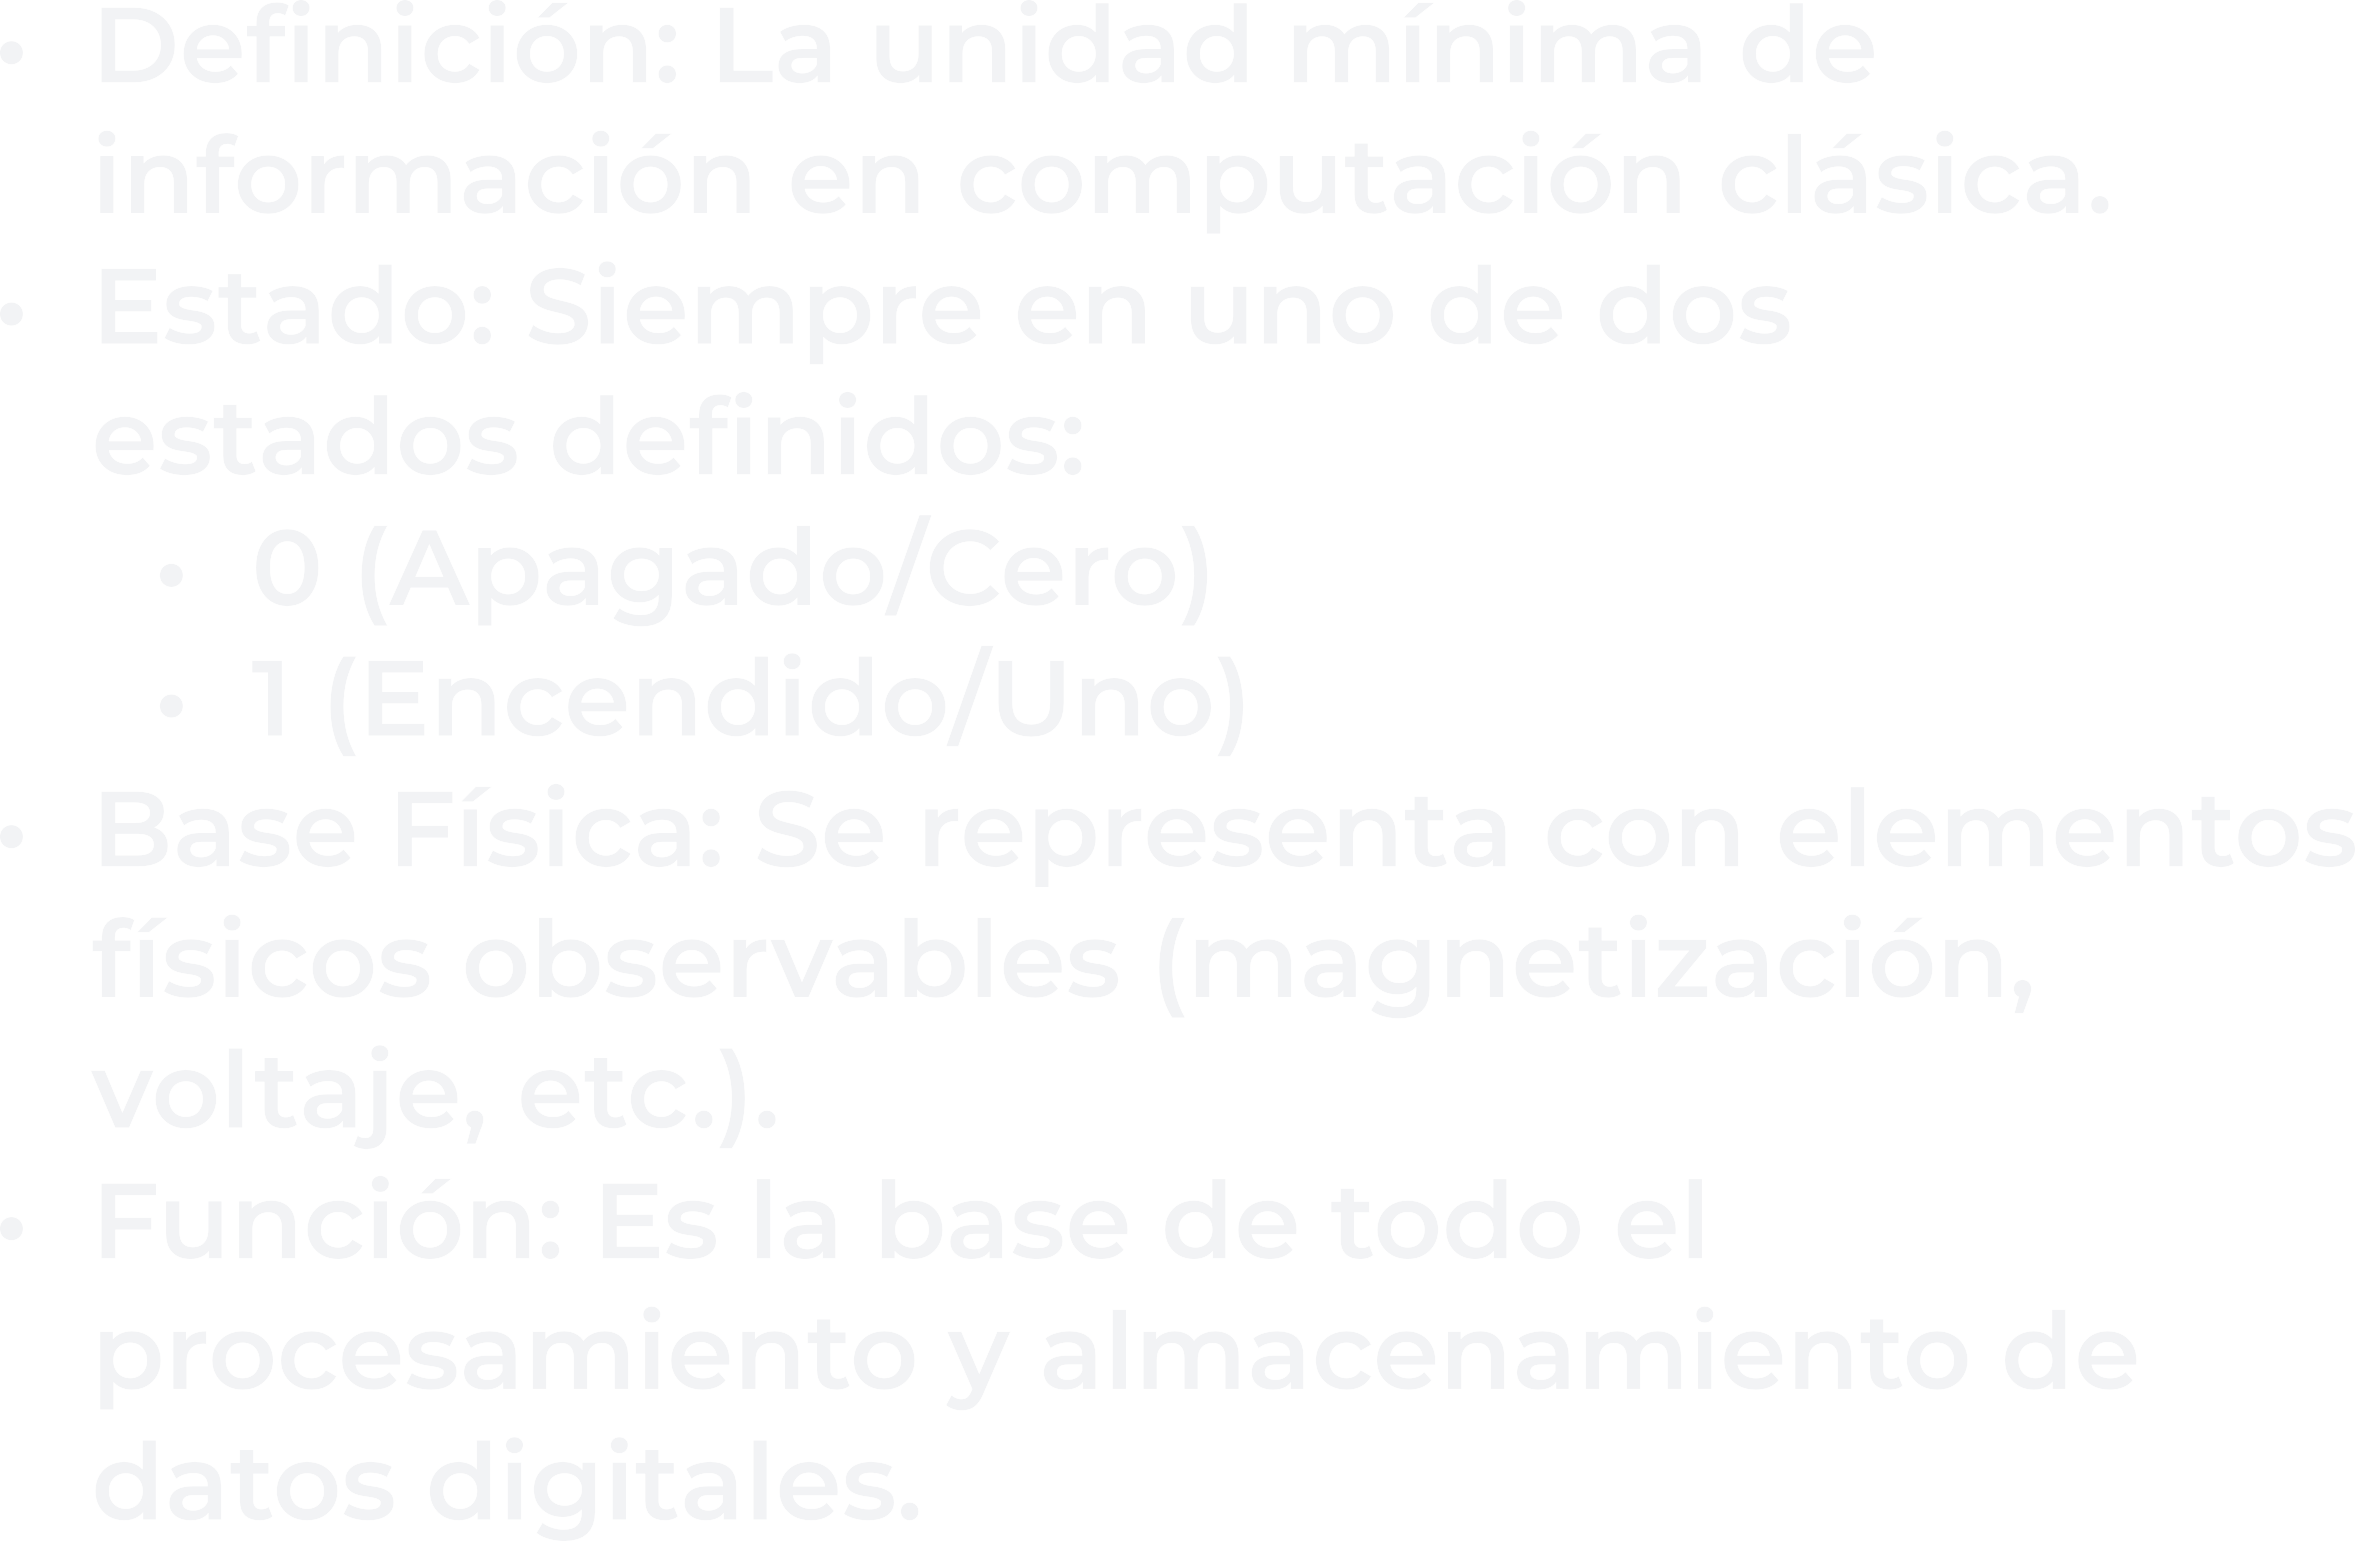 • Definición: La unidad mínima de
información en computación clásica.
• Estado: Siempre en uno de dos
estados definidos:
• 0 (Apagado/Cero)
• 1 (Encendido/Uno)
• Base Física: Se representa con elementos
físicos observables (magnetización,
voltaje, etc.).
• Función: Es la base de todo el
procesamiento y almacenamiento de
datos digitales.